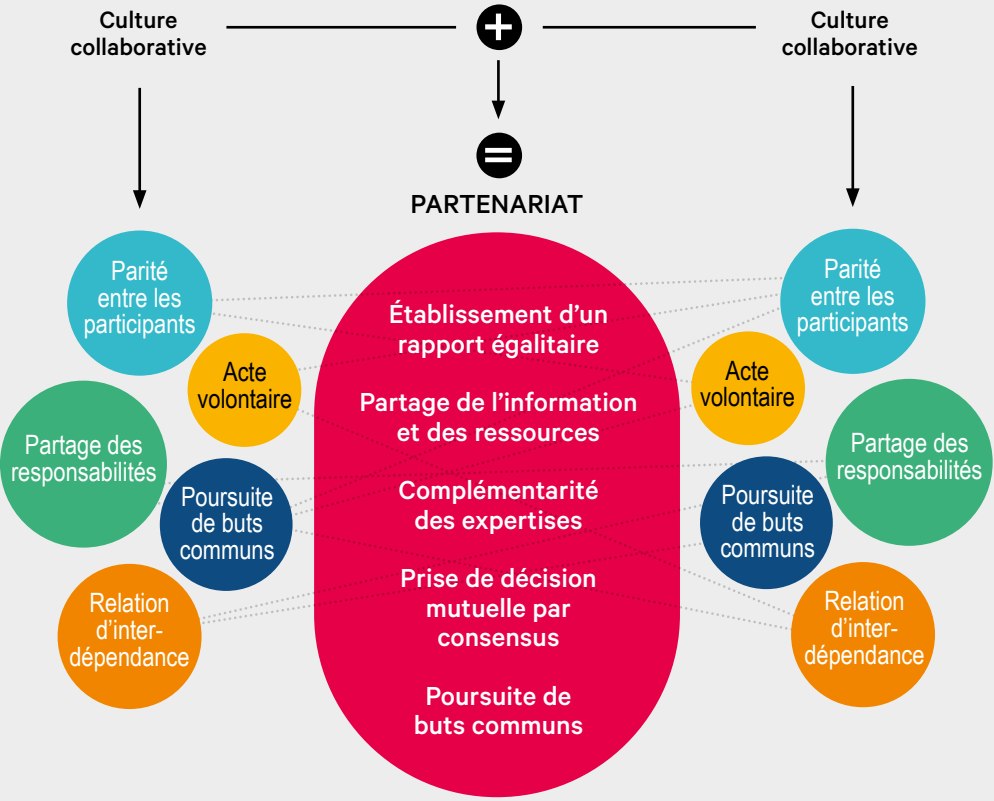 Culture
collaborative
+
Culture
collaborative
=
PARTENARIAT
Parité
entre les
participants
Acte
volontaire
Partage des
responsabilités
Poursuite
de buts
communs
Relation
d'inter-
dépendance
Établissement d'un
rapport égalitaire
Partage de l'information
et des ressources
Complémentarité
des expertises
Prise de décision
mutuelle par
consensus
Poursuite de
buts communs
Parité
entre les
participants
Acte
volontaire
Partage des
responsabilités
Poursuite
de buts
communs
Relation
d'inter-
dépendance